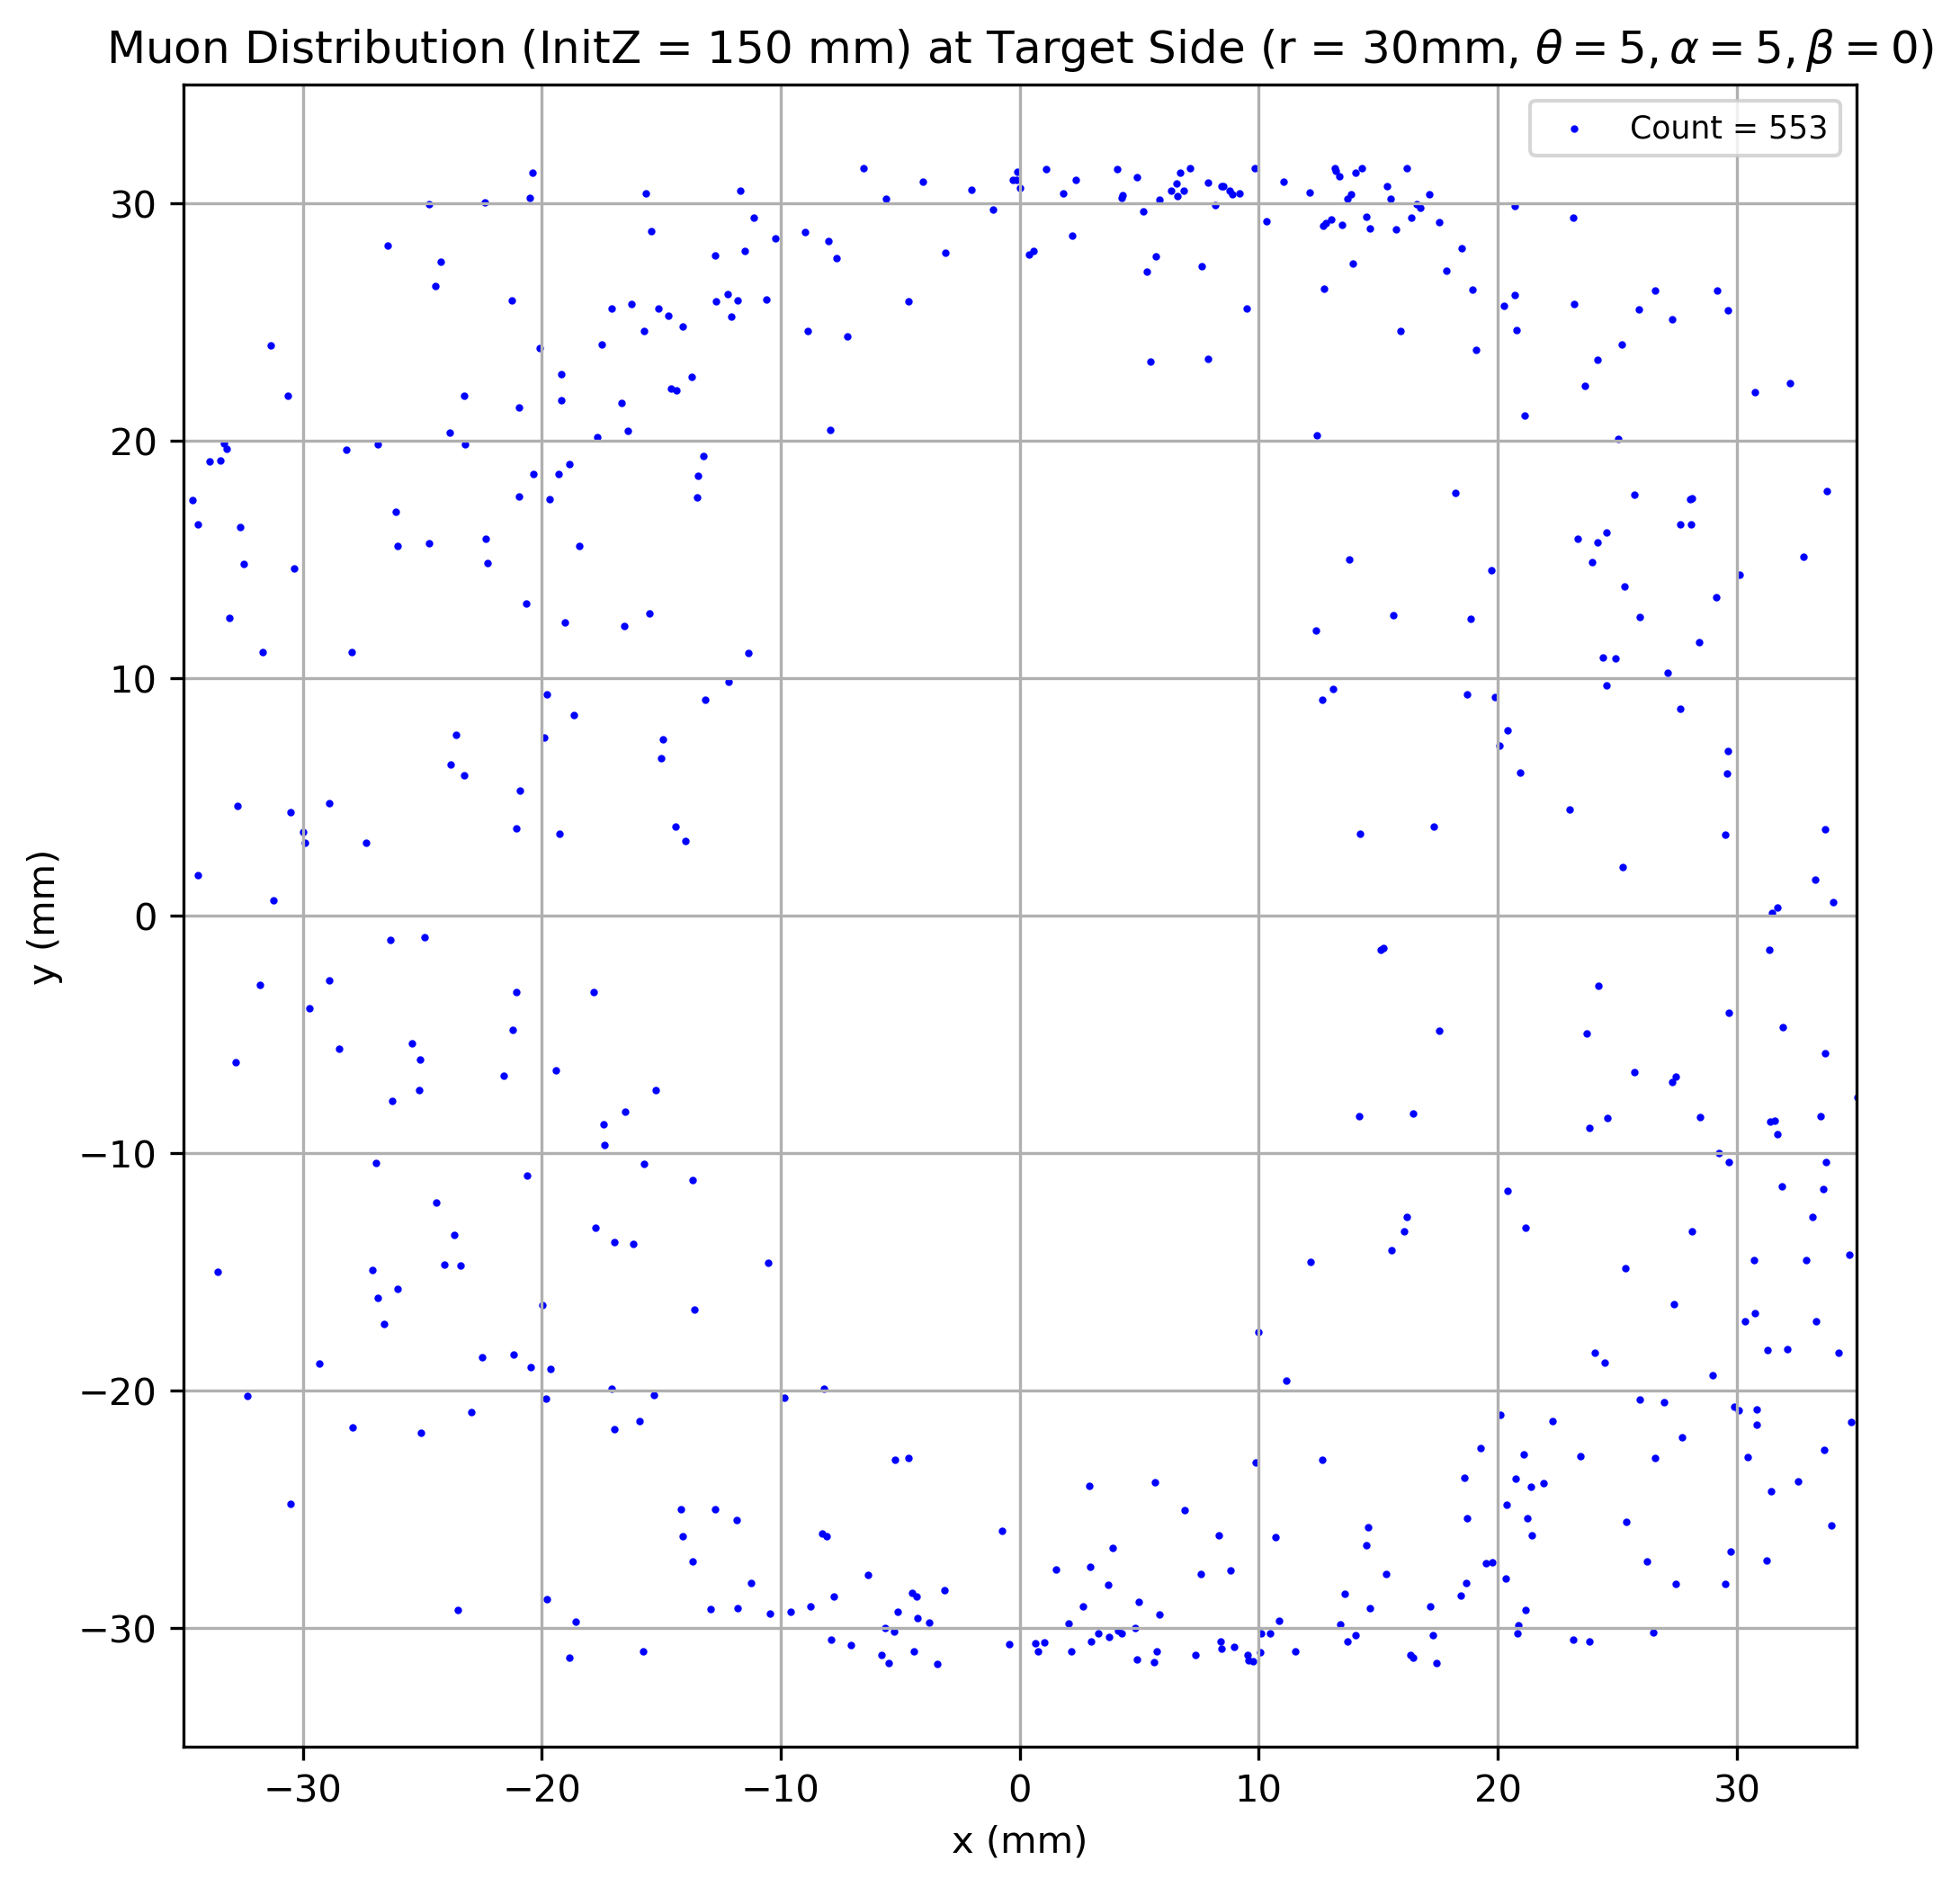 Muon Distribution (InitZ = 150 mm) at Target Side (r = 30mm, θ = 5, α = 5, β = 0)
Count = 553
30
20
10
0
−10
−20
−30
y (mm)
−30 −20 −10 0 10 20 30
x (mm)